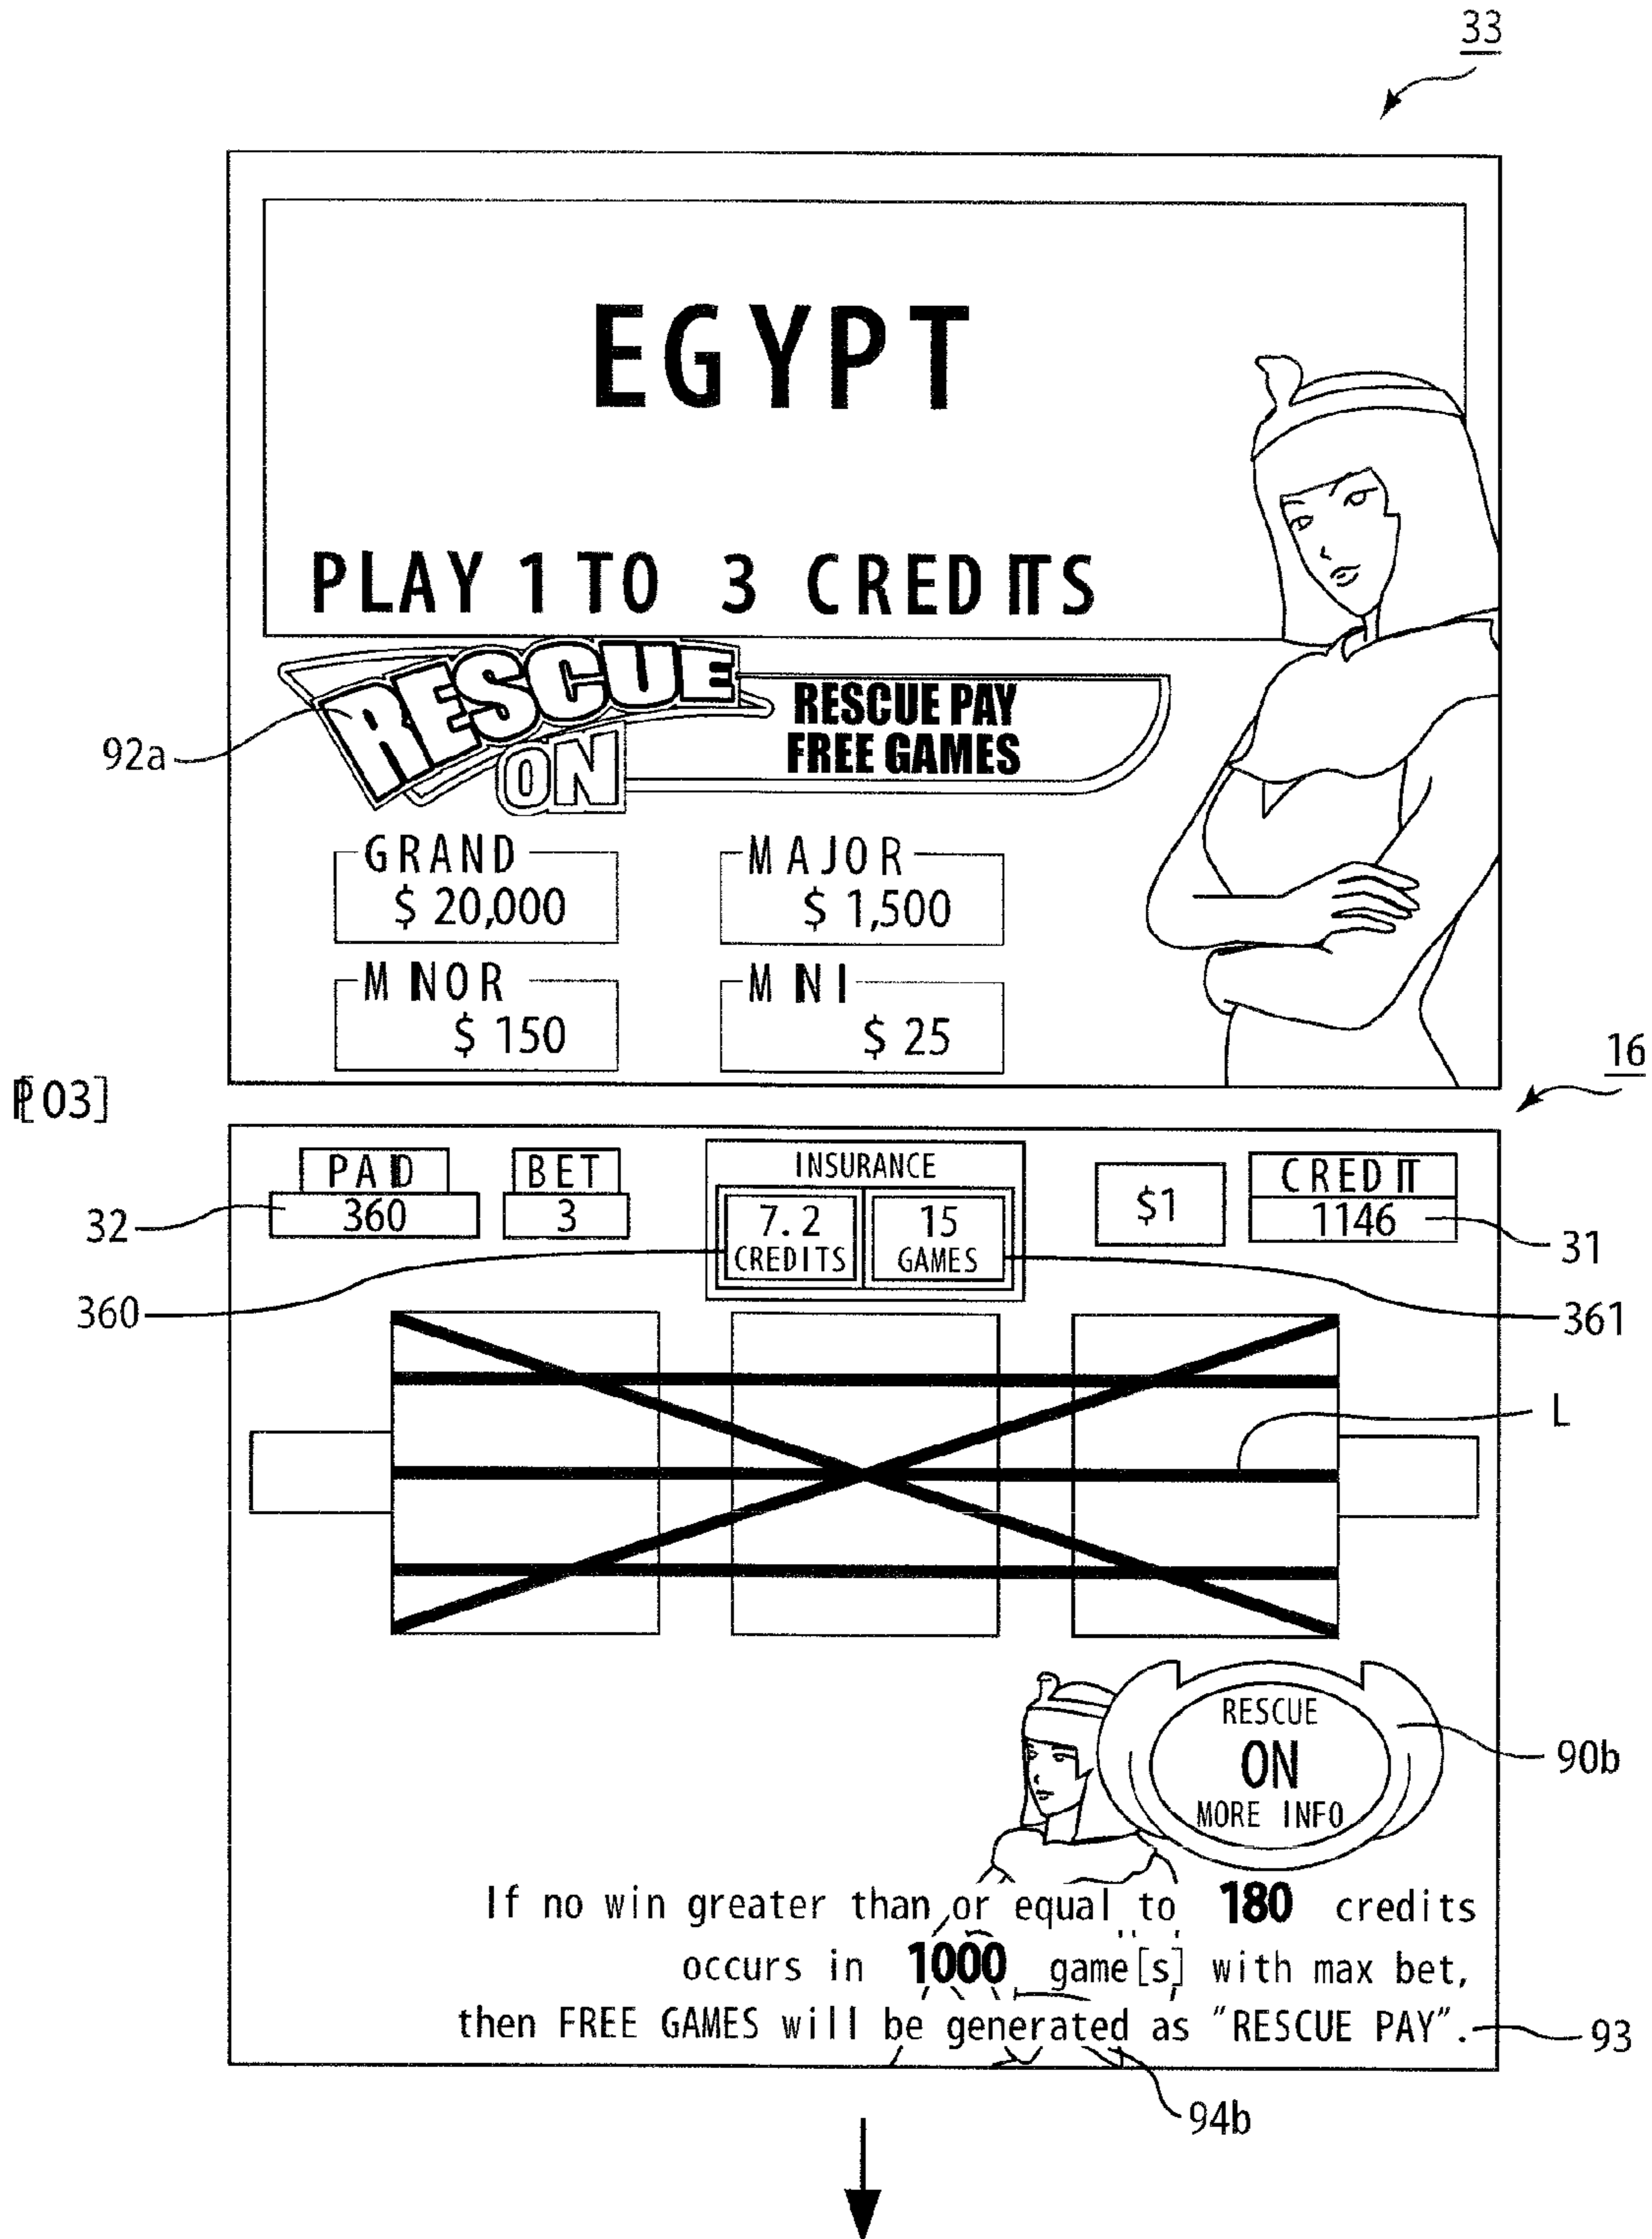 33
EGYPT
PLAY 1 TO 3 CREDITS
RESCUE
ON
RESCUE PAY
FREE GAMES
92a
GRAND
$ 20,000
MAJOR
$ 1,500
MINOR
$ 150
MINI
$ 25
16
[P03]
PAID
360
BET
3
INSURANCE
7.2
CREDITS
15
GAMES
$1
CREDIT
1146
32
31
360
361
L
RESCUE
ON
MORE INFO
90b
If no win greater than or equal to 180 credits
occurs in 1000 game[s] with max bet,
then FREE GAMES will be generated as "RESCUE PAY".
93
94b